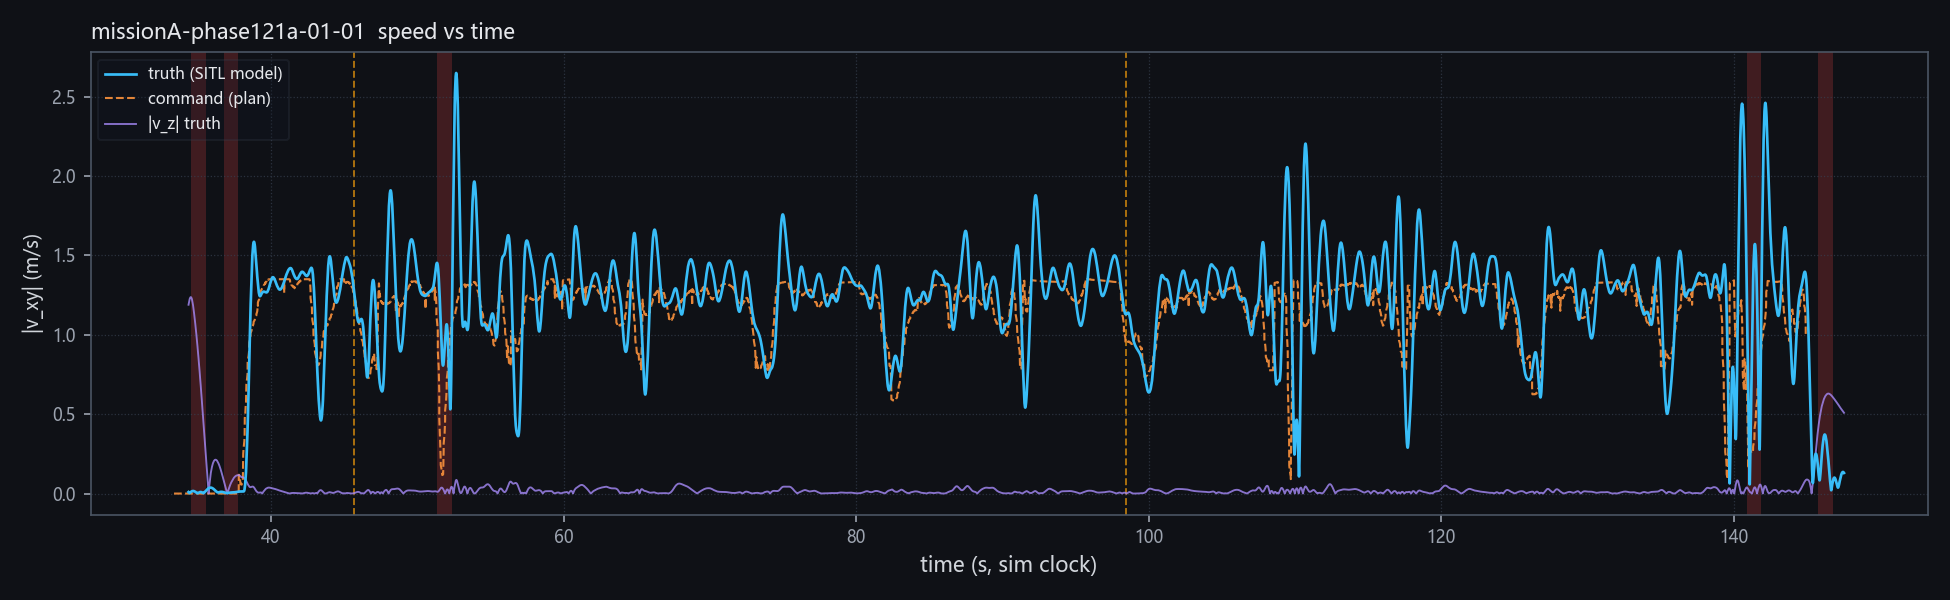 missionA-phase121a-01-01  speed vs time
truth (SITL model)
command (plan)
|v_z| truth
|v_xy| (m/s)
2.5
2.0
1.5
1.0
0.5
0.0
40 60 80 100 120 140
time (s, sim clock)